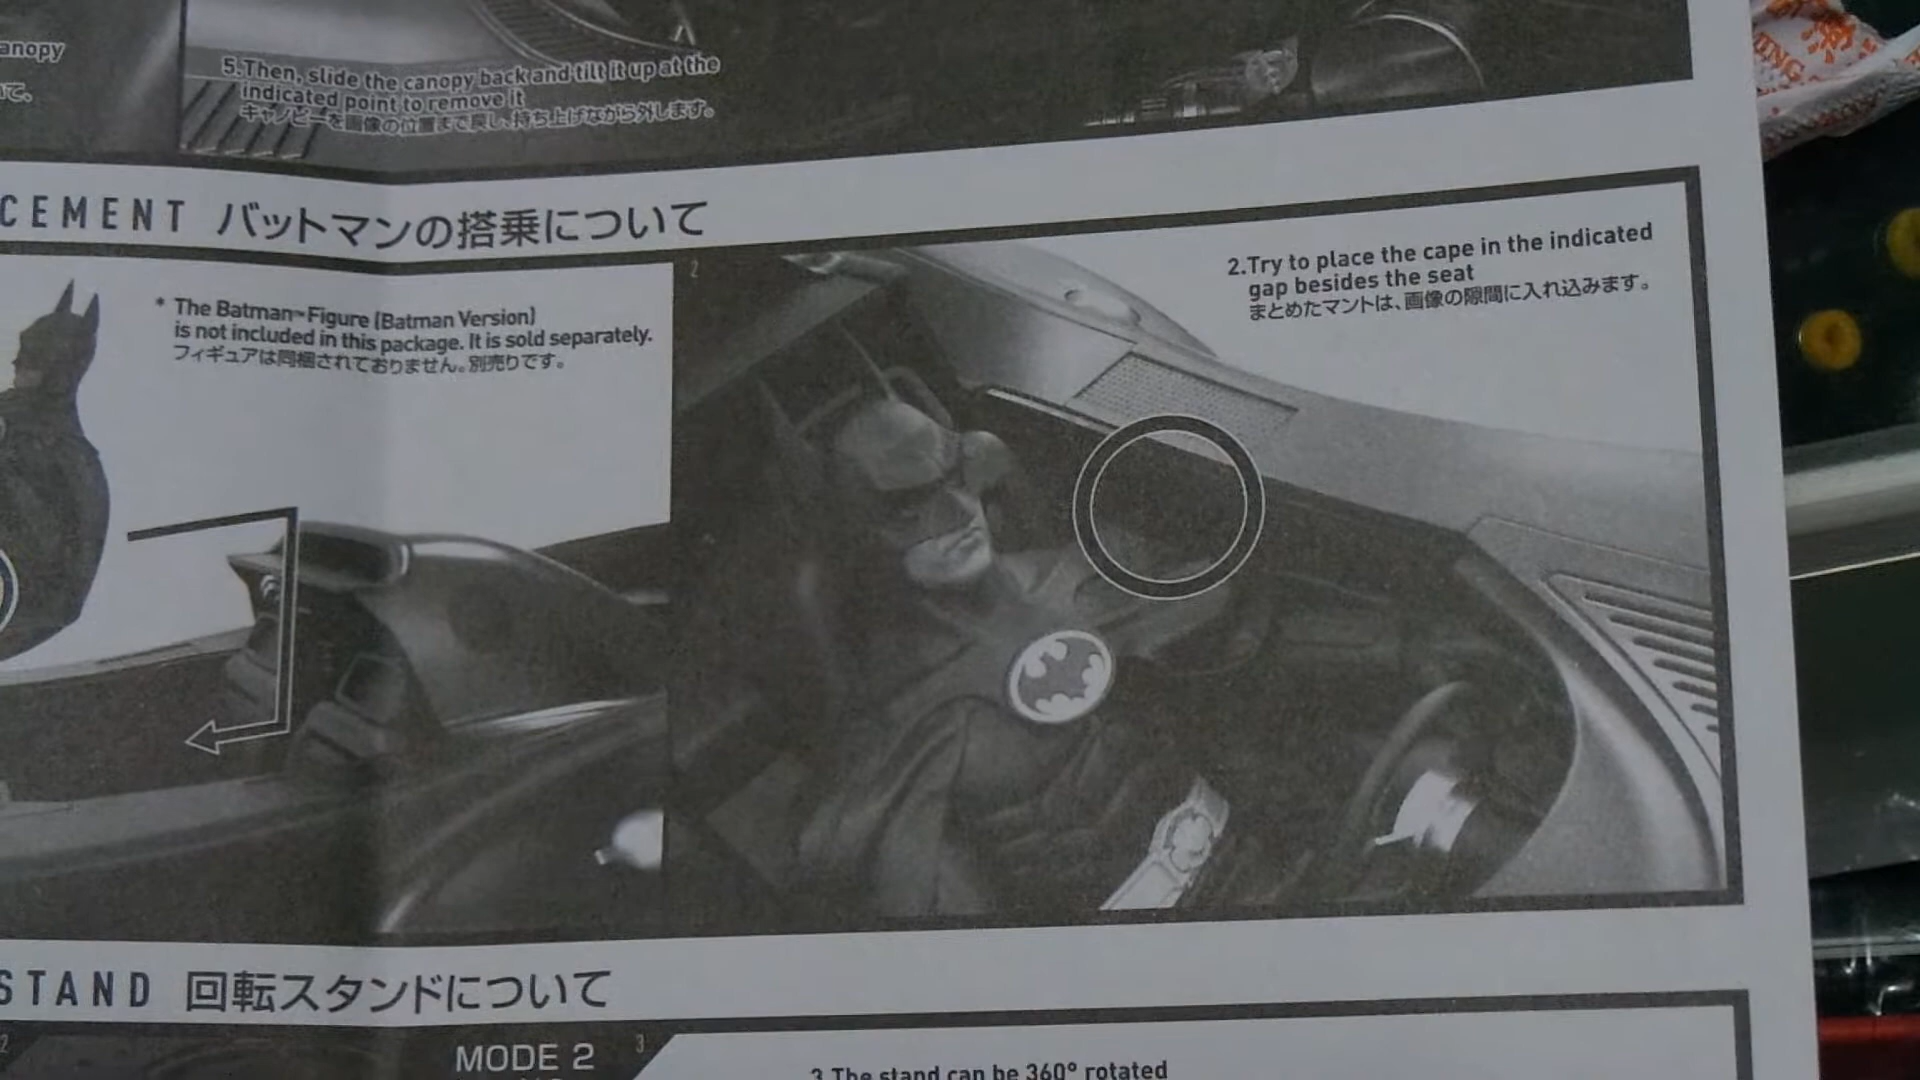 anopy
5.Then, slide the canopy back and tilt it up at the
indicated point to remove it
キャノピーを画像の位置まで戻し、持ち上げながら外します。
CEMENT バットマンの搭乗について
* The Batman™ Figure (Batman Version)
is not included in this package. It is sold separately.
フィギュアは同梱されておりません。別売りです。
2
2.Try to place the cape in the indicated
gap besides the seat
まとめたマントは、画像の隙間に入れ込みます。
STAND 回転スタンドについて
2
MODE 2
3
3.The stand can be 360° rotated